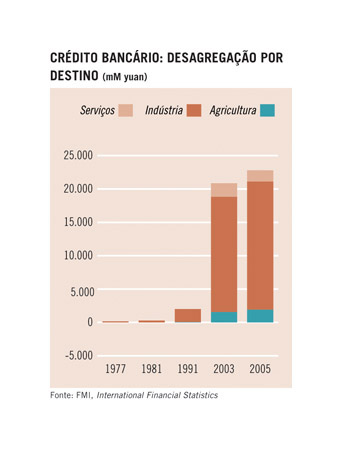 CRÉDITO BANCÁRIO: DESAGREGAÇÃO POR
DESTINO (mM yuan)
Serviços Indústria Agricultura
25.000
20.000
15.000
10.000
5.000
0
-5.000
1977 1981 1991 2003 2005
Fonte: FMI, International Financial Statistics